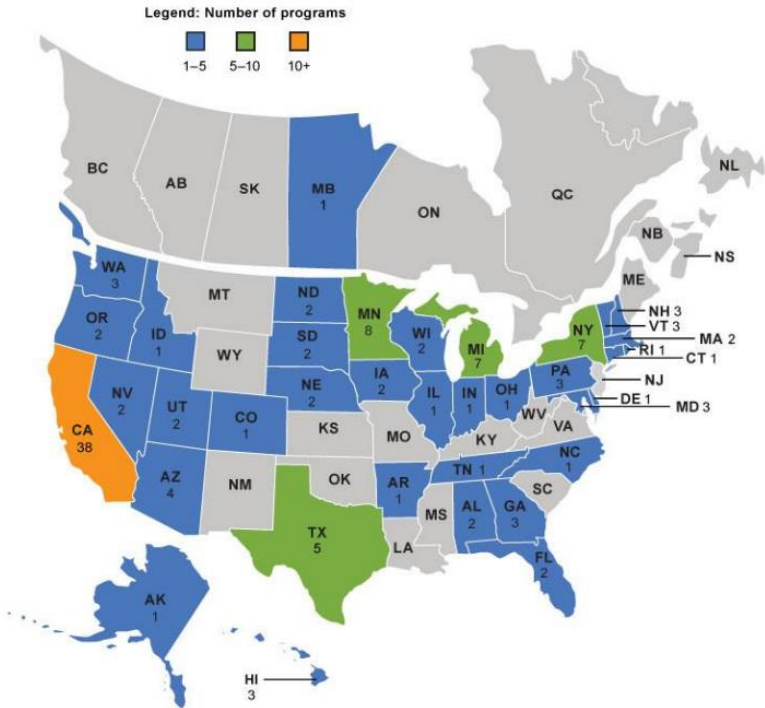 Legend: Number of programs
1–5 5–10 10+
BC
AB
SK
MB
1
ON
QC
NL
NB
NS
ME
WA
3
MT
ND
2
MN
8
OR
2
ID
1
WY
SD
2
WI
2
MI
7
NY
7
NH 3
VT 3
MA 2
RI 1
CT 1
NJ
DE 1
MD 3
PA
3
NV
2
UT
2
CO
1
NE
2
IA
2
IL
1
IN
1
OH
1
WV
VA
CA
38
KS
MO
KY
AZ
4
NM
OK
AR
1
TN 1
NC
1
SC
TX
5
LA
MS
AL
2
GA
3
FL
2
AK
1
HI
3